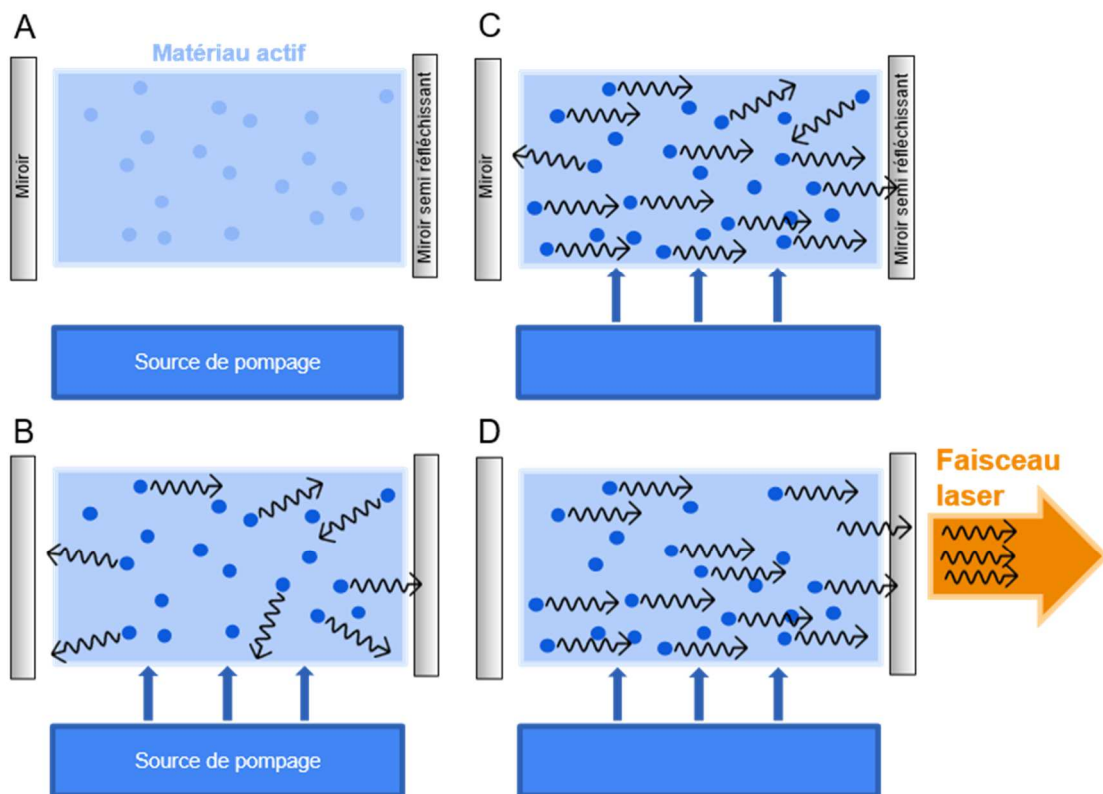 A
Matériau actif
Miroir
Miroir semi réfléchissant
Source de pompage
C
Miroir
Miroir semi réfléchissant
B
Source de pompage
D
Faisceau
laser